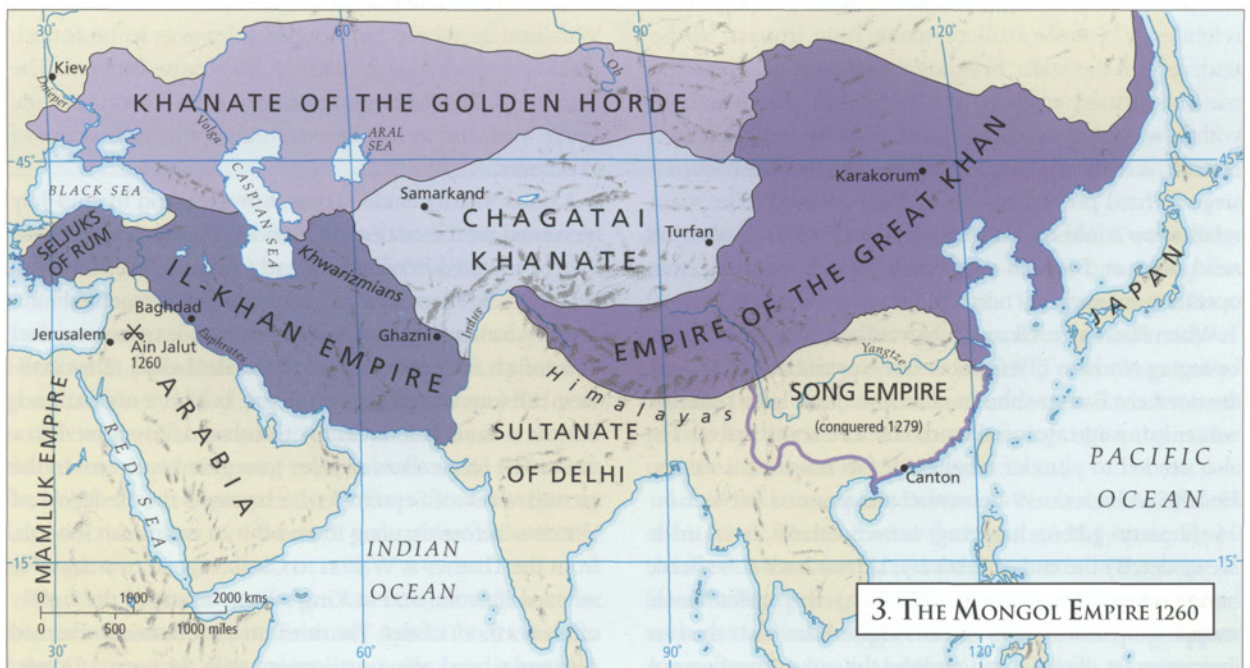 30°
60°
90°
120°
Kiev
Dnieper
Ob
KHANATE OF THE GOLDEN HORDE
Volga
ARAL
SEA
45°
45°
BLACK SEA
CASPIAN SEA
Samarkand
Karakorum
CHAGATAI
KHANATE
Turfan
EMPIRE OF THE GREAT KHAN
SELJUKS
OF RUM
Khwarizmians
IL-KHAN EMPIRE
JAPAN
Baghdad
Euphrates
Jerusalem
Ain Jalut
1260
Ghazni
Indus
Himalayas
Yangtze
SONG EMPIRE
(conquered 1279)
MAMLUK EMPIRE
ARABIA
RED SEA
SULTANATE
OF DELHI
Canton
PACIFIC
OCEAN
INDIAN
OCEAN
15°
15°
0 1000 2000 kms
0 500 1000 miles
3. THE MONGOL EMPIRE 1260
30°
60°
90°
120°